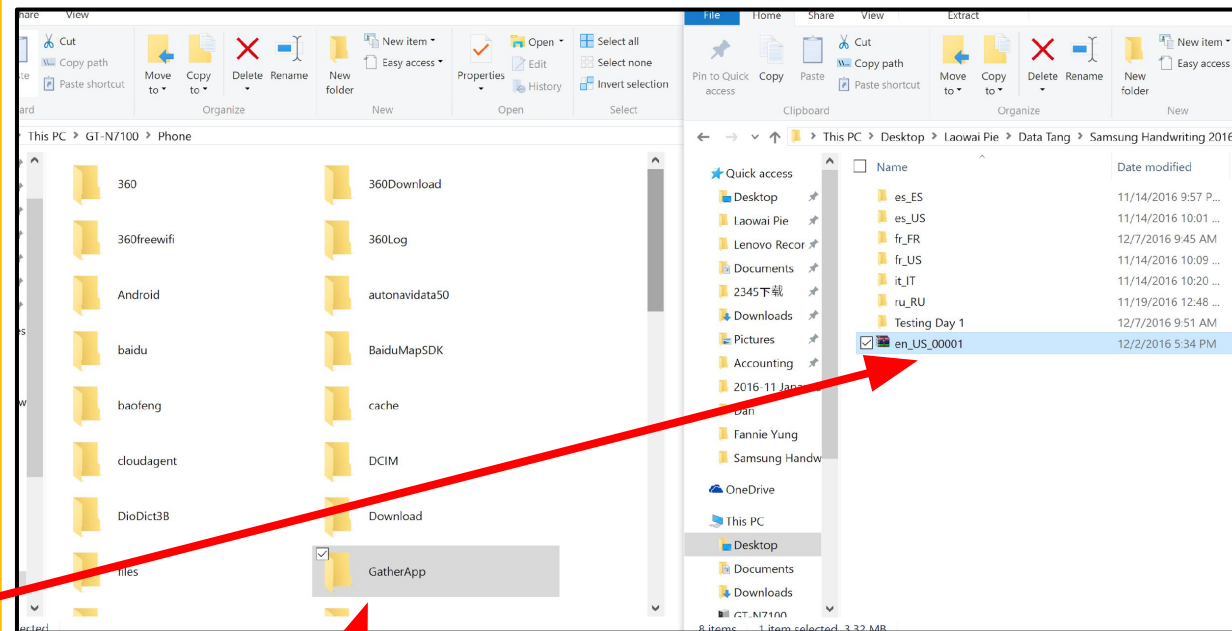 View
File Home Share View Extract
Cut
Copy path
Paste shortcut
Move to
Copy to
Delete
Rename
New folder
New item
Easy access
Properties
Open
Edit
History
Select all
Select none
Invert selection
Organize
New
Open
Select
Pin to Quick access
Copy
Paste
Cut
Copy path
Paste shortcut
Move to
Copy to
Delete
Rename
New folder
New item
Easy access
Clipboard
Organize
New
This PC > GT-N7100 > Phone
360
360Download
360freewifi
360Log
Android
autonavidata50
baidu
BaiduMapSDK
baofeng
cache
cloudagent
DCIM
DioDict3B
Download
files
GatherApp
This PC > Desktop > Laowai Pie > Data Tang > Samsung Handwriting 2016
Quick access
Desktop
Laowai Pie
Lenovo Recor
Documents
2345下载
Downloads
Pictures
Accounting
2016-11
Dan
Fannie Yung
Samsung Handw
OneDrive
This PC
Desktop
Documents
Downloads
GT-N7100
Name Date modified
es_ES 11/14/2016 9:57 P...
es_US 11/14/2016 10:01 ...
fr_FR 12/7/2016 9:45 AM
fr_US 11/14/2016 10:09 ...
it_IT 11/14/2016 10:20 ...
ru_RU 11/19/2016 12:48 ...
Testing Day 1 12/7/2016 9:51 AM
en_US_00001 12/2/2016 5:34 PM
8 items 1 item selected 3.32 MB